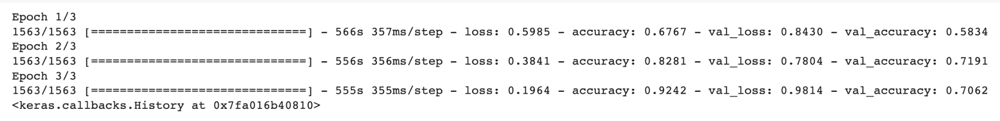 Epoch 1/3
1563/1563 [==============================] - 566s 357ms/step - loss: 0.5985 - accuracy: 0.6767 - val_loss: 0.8430 - val_accuracy: 0.5834
Epoch 2/3
1563/1563 [==============================] - 556s 356ms/step - loss: 0.3841 - accuracy: 0.8281 - val_loss: 0.7804 - val_accuracy: 0.7191
Epoch 3/3
1563/1563 [==============================] - 555s 355ms/step - loss: 0.1964 - accuracy: 0.9242 - val_loss: 0.9814 - val_accuracy: 0.7062
<keras.callbacks.History at 0x7fa016b40810>